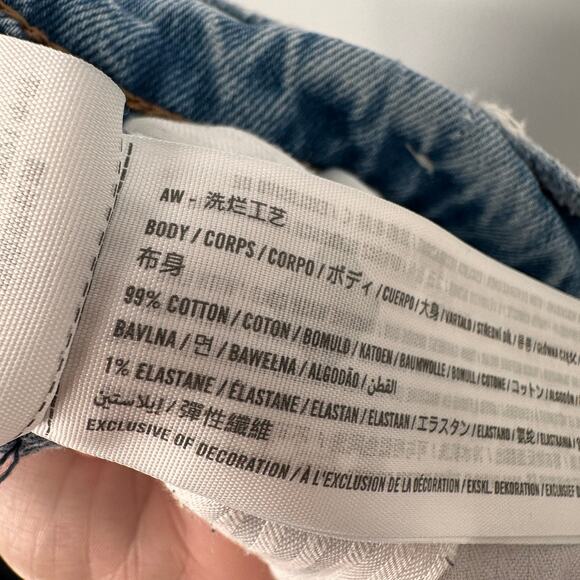 AW - 洗烂工艺
BODY / CORPS / CORPO / ボディ / CUERPO / 大身 / VARTALO / STŘEDNÍ DÍL / 몸통 / GŁÓWNA CZĘŚĆ
布身
99% COTTON / COTON / BOMULD / KATOEN / BAUMWOLLE / BOMULL / COTONE / コットン / ALGODÓN
BAVLNA / 면 / BAWEŁNA / ALGODÃO / القطن
1% ELASTANE / ÉLASTANE / ELASTAN / ELASTAAN / エラスタン / ELASTANO / 氨纶 / ELASTAANIA
إيلاستين / 彈性纖維
EXCLUSIVE OF DECORATION / À L'EXCLUSION DE LA DÉCORATION / EKSKL. DEKORATION / EXCLUSIEF